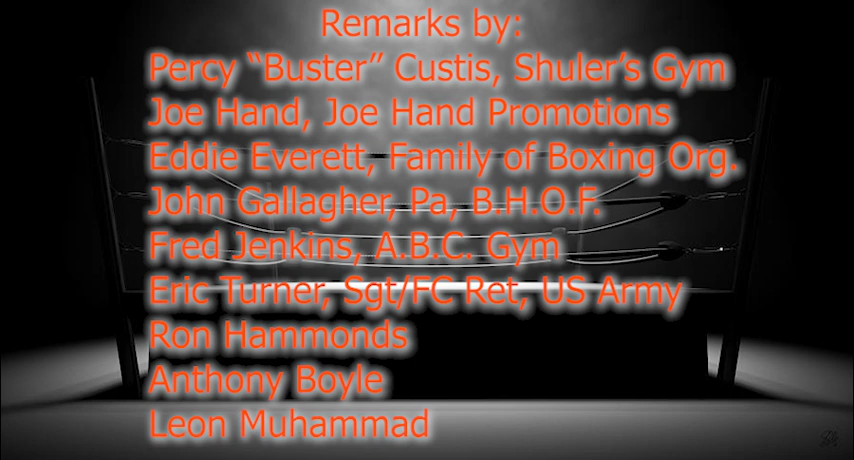 Remarks by:
Percy “Buster” Custis, Shuler’s Gym
Joe Hand, Joe Hand Promotions
Eddie Everett, Family of Boxing Org.
John Gallagher, Pa, B.H.O.F.
Fred Jenkins, A.B.C. Gym
Eric Turner, Sgt/FC Ret, US Army
Ron Hammonds
Anthony Boyle
Leon Muhammad